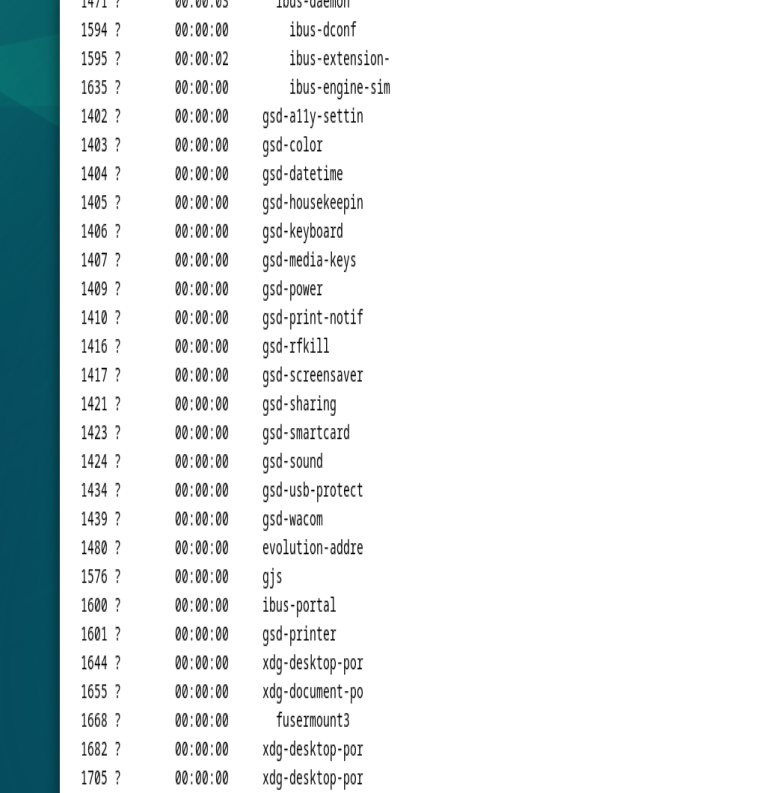 1471 ? 00:00:03 ibus-daemon
1594 ? 00:00:00 ibus-dconf
1595 ? 00:00:02 ibus-extension-
1635 ? 00:00:00 ibus-engine-sim
1402 ? 00:00:00 gsd-a11y-settin
1403 ? 00:00:00 gsd-color
1404 ? 00:00:00 gsd-datetime
1405 ? 00:00:00 gsd-housekeepin
1406 ? 00:00:00 gsd-keyboard
1407 ? 00:00:00 gsd-media-keys
1409 ? 00:00:00 gsd-power
1410 ? 00:00:00 gsd-print-notif
1416 ? 00:00:00 gsd-rfkill
1417 ? 00:00:00 gsd-screensaver
1421 ? 00:00:00 gsd-sharing
1423 ? 00:00:00 gsd-smartcard
1424 ? 00:00:00 gsd-sound
1434 ? 00:00:00 gsd-usb-protect
1439 ? 00:00:00 gsd-wacom
1480 ? 00:00:00 evolution-addre
1576 ? 00:00:00 gjs
1600 ? 00:00:00 ibus-portal
1601 ? 00:00:00 gsd-printer
1644 ? 00:00:00 xdg-desktop-por
1655 ? 00:00:00 xdg-document-po
1668 ? 00:00:00 fusermount3
1682 ? 00:00:00 xdg-desktop-por
1705 ? 00:00:00 xdg-desktop-por